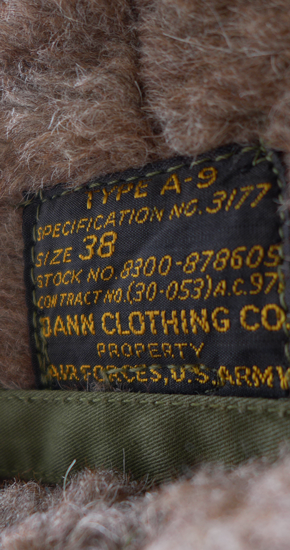 TYPE A-9
SPECIFICATION NO. 3177
SIZE 38
STOCK NO. 8300-878605
CONTRACT NO. (30-053) A.C. 97
DANN CLOTHING CO.
PROPERTY
AIR FORCES, U.S. ARMY